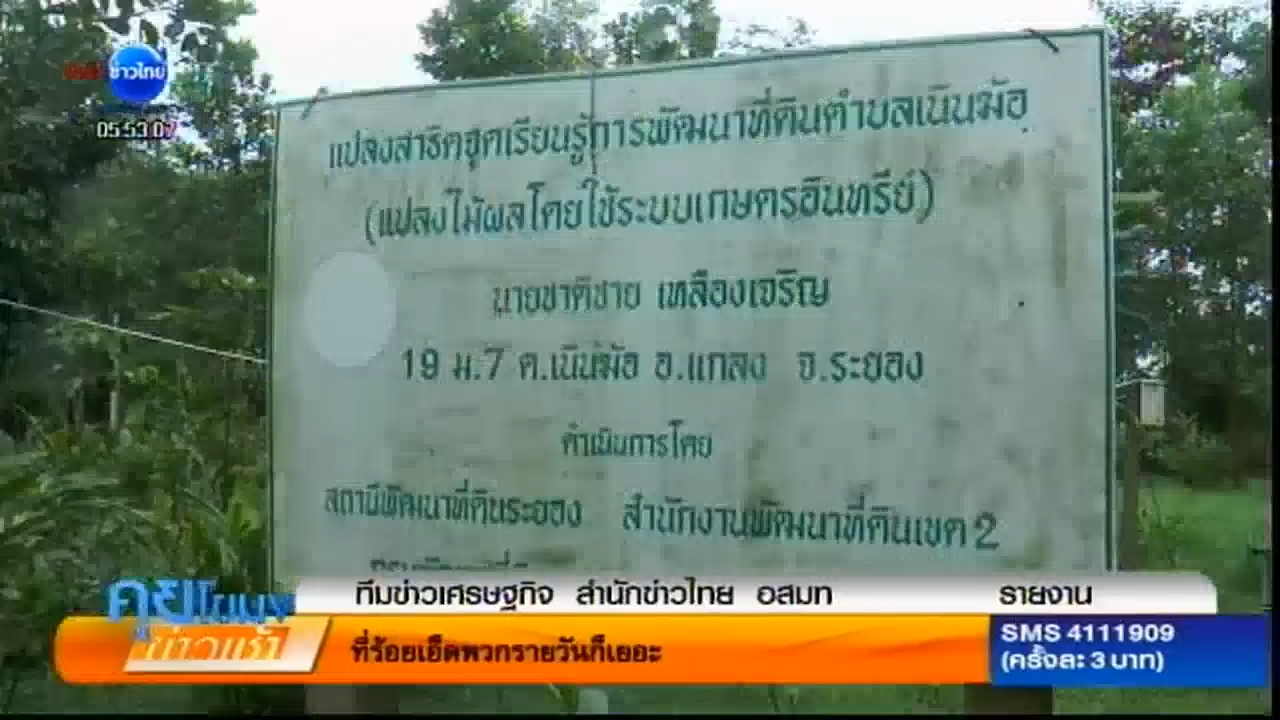 ข่าวไทย
05:53:07
แปลงสาธิตจุดเรียนรู้การพัฒนาที่ดินตำบลเนินฆ้อ
(แปลงไม้ผลโดยใช้ระบบเกษตรอินทรีย์)
นายชาติชาย เหลืองเจริญ
19 ม.7 ต.เนินฆ้อ อ.แกลง จ.ระยอง
ดำเนินการโดย
สถานีพัฒนาที่ดินระยอง สำนักงานพัฒนาที่ดินเขต 2
ทีมข่าวเศรษฐกิจ สำนักข่าวไทย อสมท รายงาน
คุยโขมง
ข่าวเช้า
ที่ร้อยเอ็ดพวกรายวันก็เยอะ
SMS 4111909
(ครั้งละ 3 บาท)